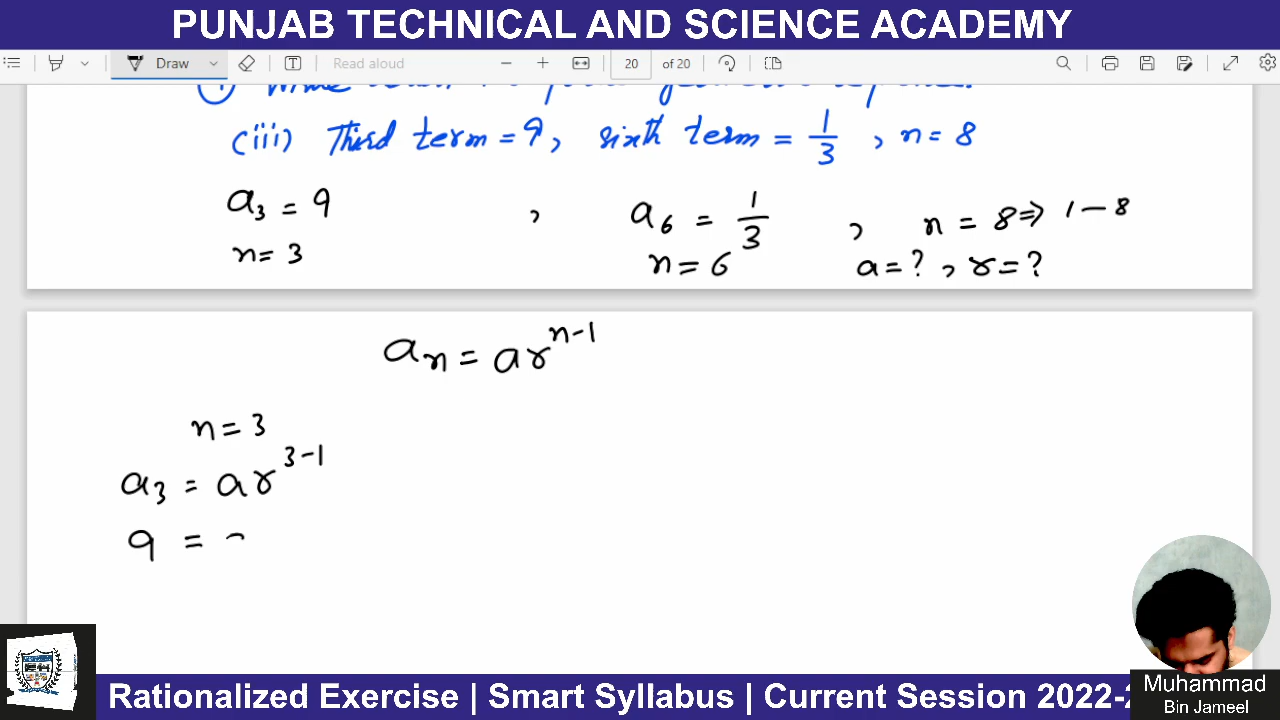 PUNJAB TECHNICAL AND SCIENCE ACADEMY
Draw Read aloud 20 of 20
(iii) Third term = 9, sixth term = 1/3, n = 8
a₃ = 9 , a₆ = 1/3 , n = 8 ⇒ 1 – 8
n = 3 n = 6 a = ? , r = ?
aₙ = arⁿ⁻¹
n = 3
a₃ = ar³⁻¹
9 =
Muhammad
Bin Jameel
Rationalized Exercise | Smart Syllabus | Current Session 2022-